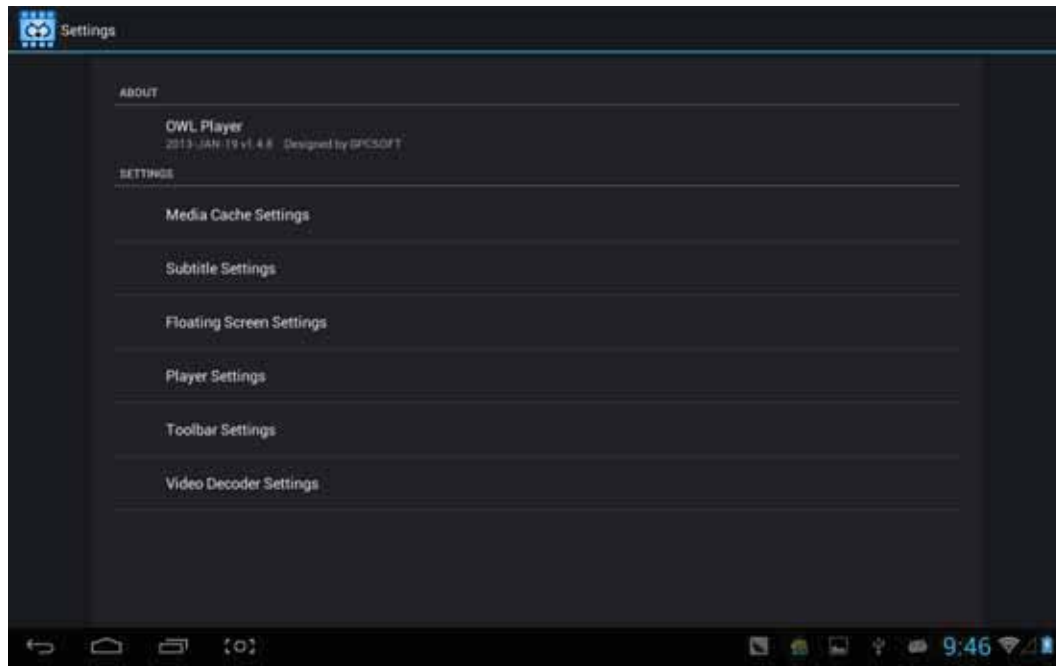 Settings
ABOUT
OWL Player
2013-JAN-19 v1.4.8 Designed by SPCSOFT
SETTINGS
Media Cache Settings
Subtitle Settings
Floating Screen Settings
Player Settings
Toolbar Settings
Video Decoder Settings
9:46